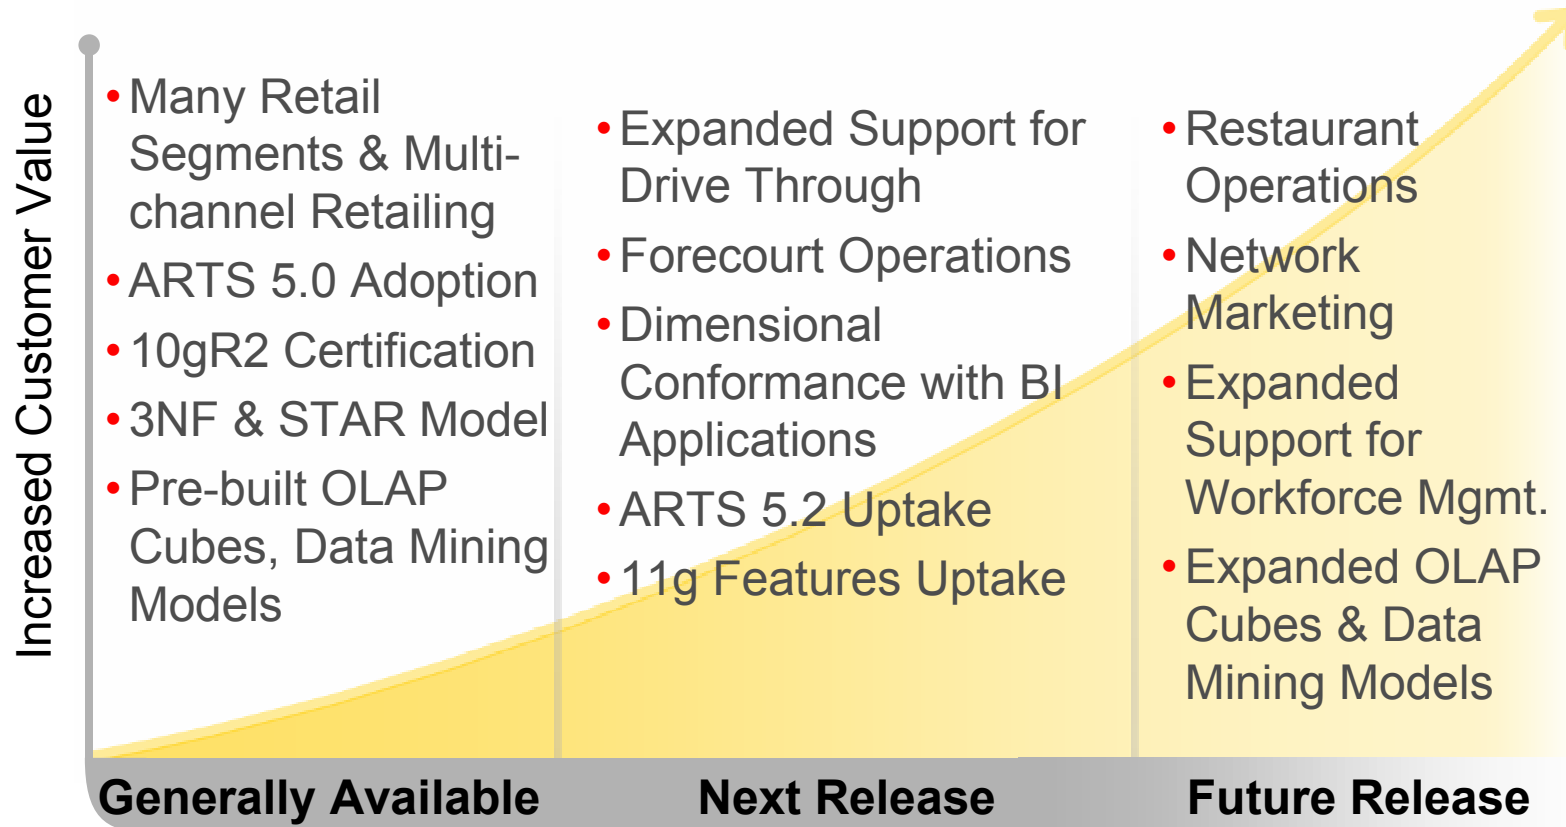 Increased Customer Value
• Many Retail
Segments & Multi-
channel Retailing
• ARTS 5.0 Adoption
• 10gR2 Certification
• 3NF & STAR Model
• Pre-built OLAP
Cubes, Data Mining
Models
• Expanded Support for
Drive Through
• Forecourt Operations
• Dimensional
Conformance with BI
Applications
• ARTS 5.2 Uptake
• 11g Features Uptake
• Restaurant
Operations
• Network
Marketing
• Expanded
Support for
Workforce Mgmt.
• Expanded OLAP
Cubes & Data
Mining Models
Generally Available
Next Release
Future Release